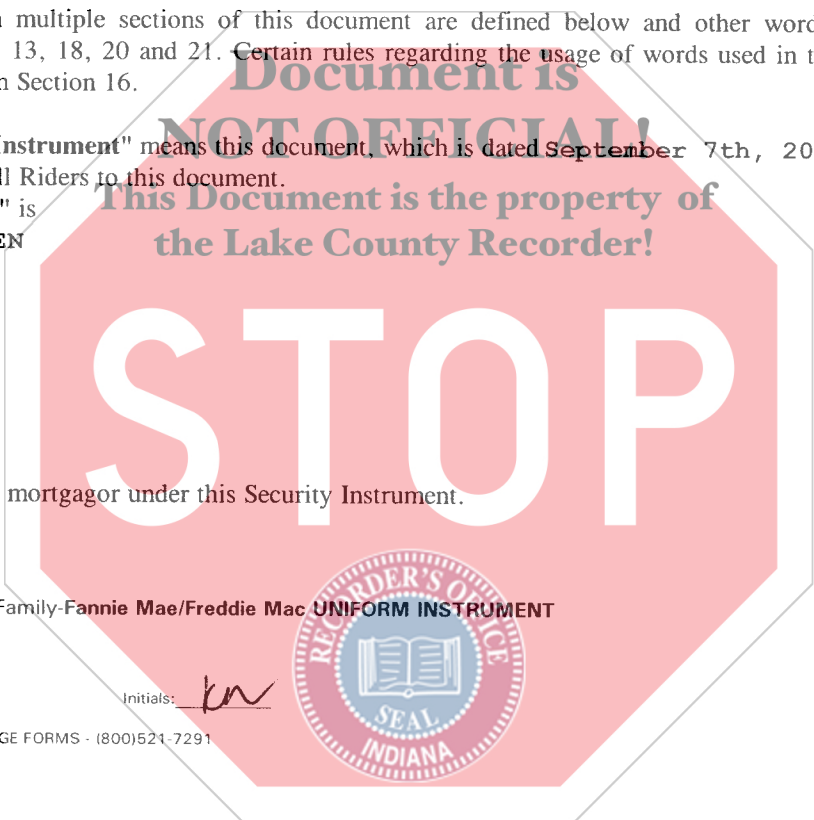 multiple sections of this document are defined below and other word
13, 18, 20 and 21. Certain rules regarding the usage of words used in t
Section 16.
Document is
NOT OFFICIAL!
Instrument" means this document, which is dated September 7th, 20
ll Riders to this document.
This Document is the property of
" is
the Lake County Recorder!
EN
STOP
mortgagor under this Security Instrument.
Family-Fannie Mae/Freddie Mac UNIFORM INSTRUMENT
RECORDER'S OFFICE
SEAL
INDIANA
Initials: KN
GE FORMS - (800)521-7291